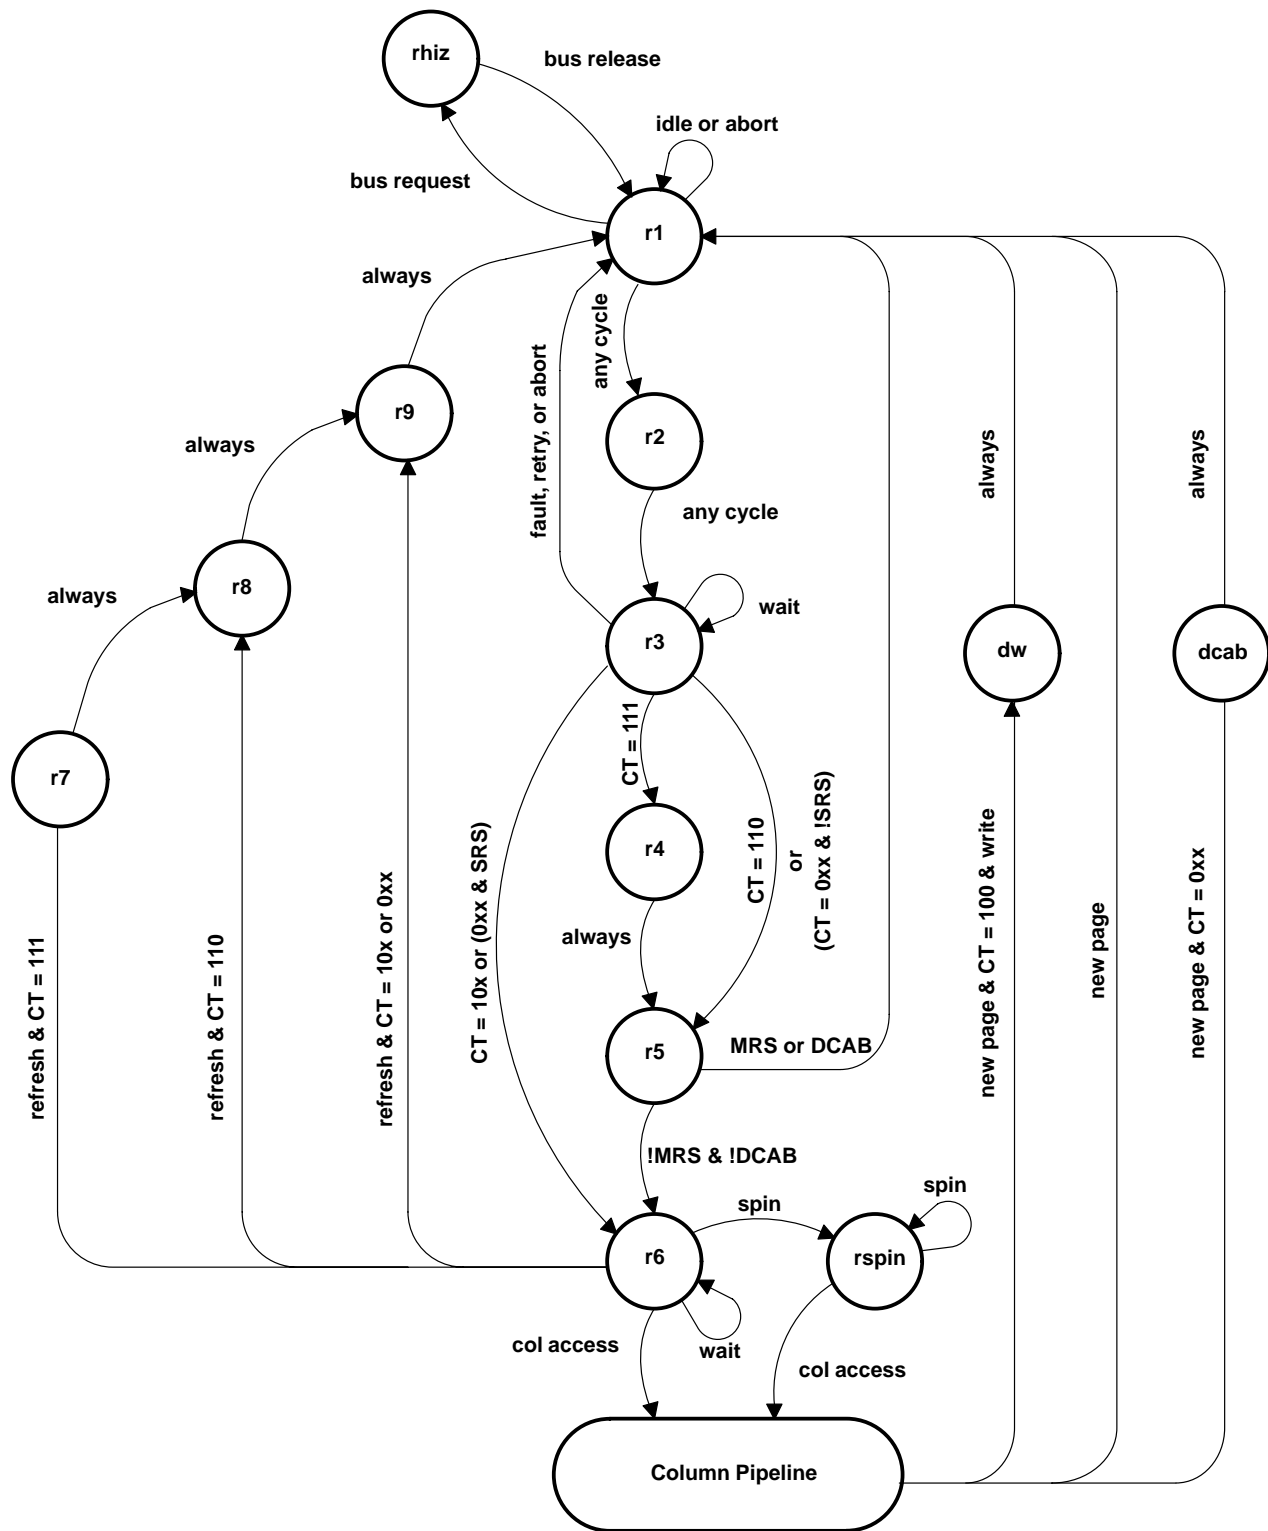 rhiz
bus release
idle or abort
bus request
r1
always
any cycle
fault, retry, or abort
r9
r2
always
always
always
any cycle
r8
always
wait
r3
dw
dcab
CT = 111
r7
CT = 10x or (0xx & SRS)
r4
CT = 110
or
(CT = 0xx & !SRS)
new page & CT = 100 & write
new page
new page & CT = 0xx
refresh & CT = 111
refresh & CT = 110
refresh & CT = 10x or 0xx
always
r5
MRS or DCAB
!MRS & !DCAB
spin
spin
r6
rspin
col access
wait
col access
Column Pipeline